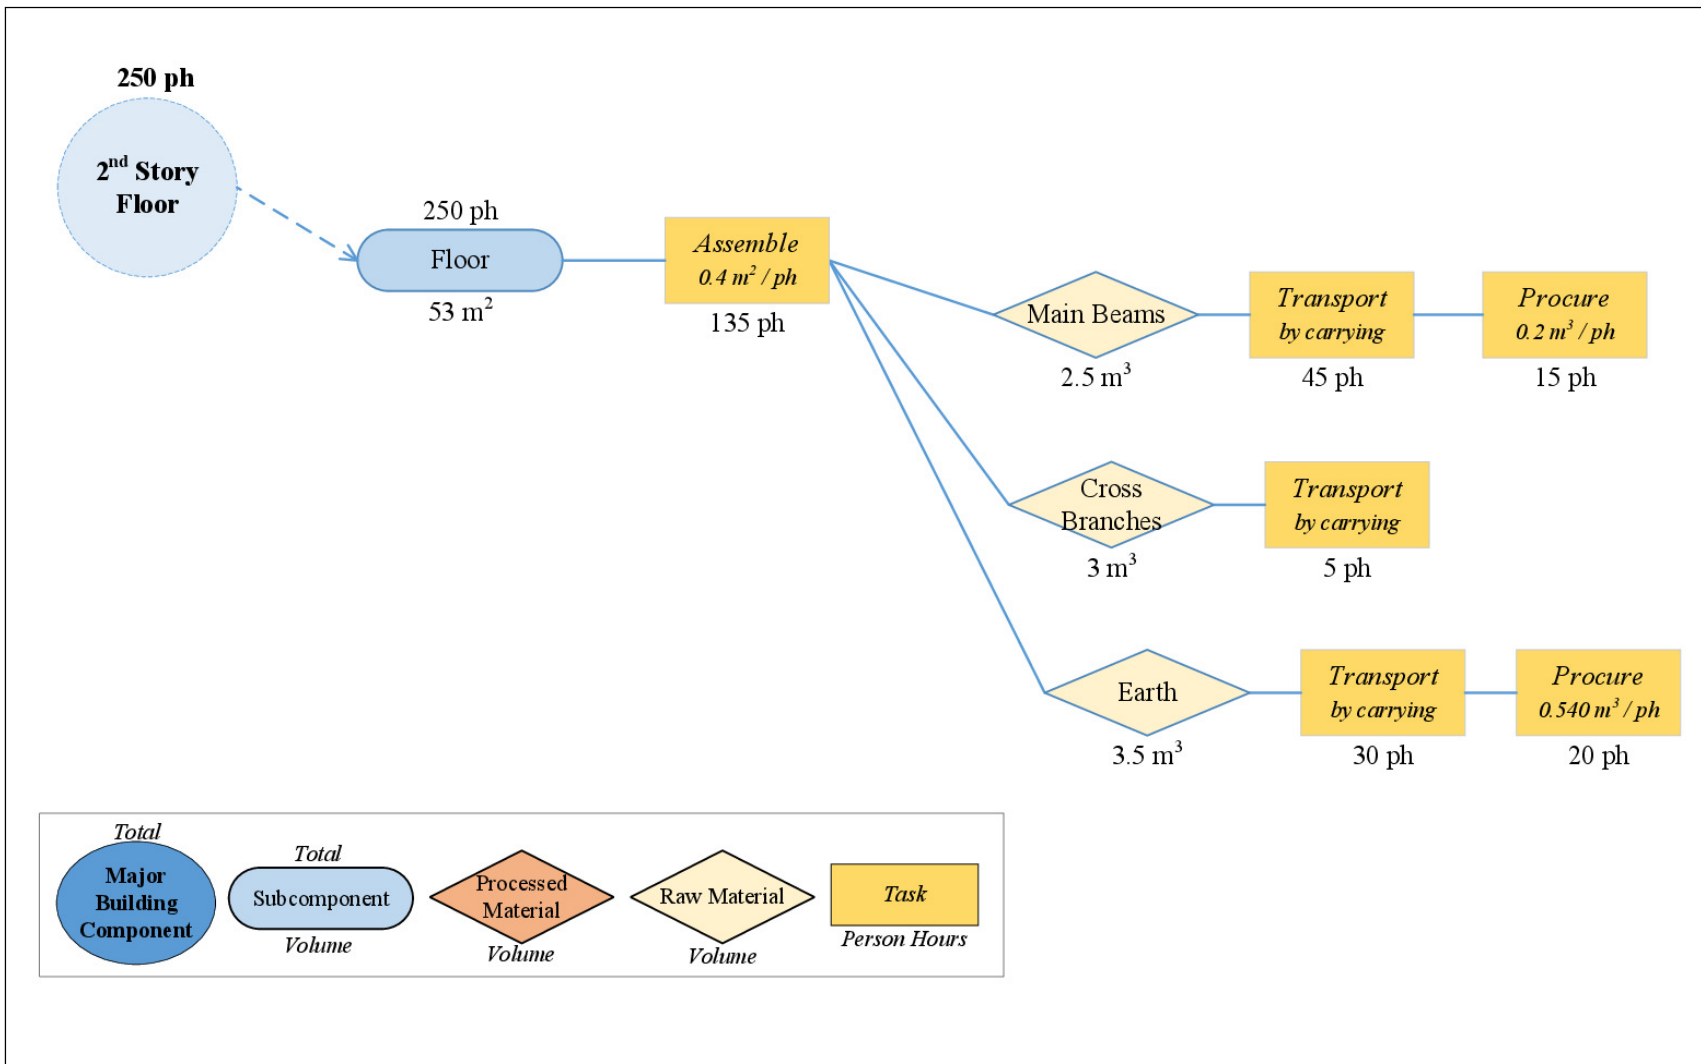 250 ph
2nd Story
Floor
250 ph
Floor
53 m2
Assemble
0.4 m2 / ph
135 ph
Main Beams
2.5 m3
Transport
by carrying
45 ph
Procure
0.2 m3 / ph
15 ph
Cross
Branches
3 m3
Transport
by carrying
5 ph
Earth
3.5 m3
Transport
by carrying
30 ph
Procure
0.540 m3 / ph
20 ph
Total
Major
Building
Component
Total
Subcomponent
Volume
Processed
Material
Volume
Raw Material
Volume
Task
Person Hours